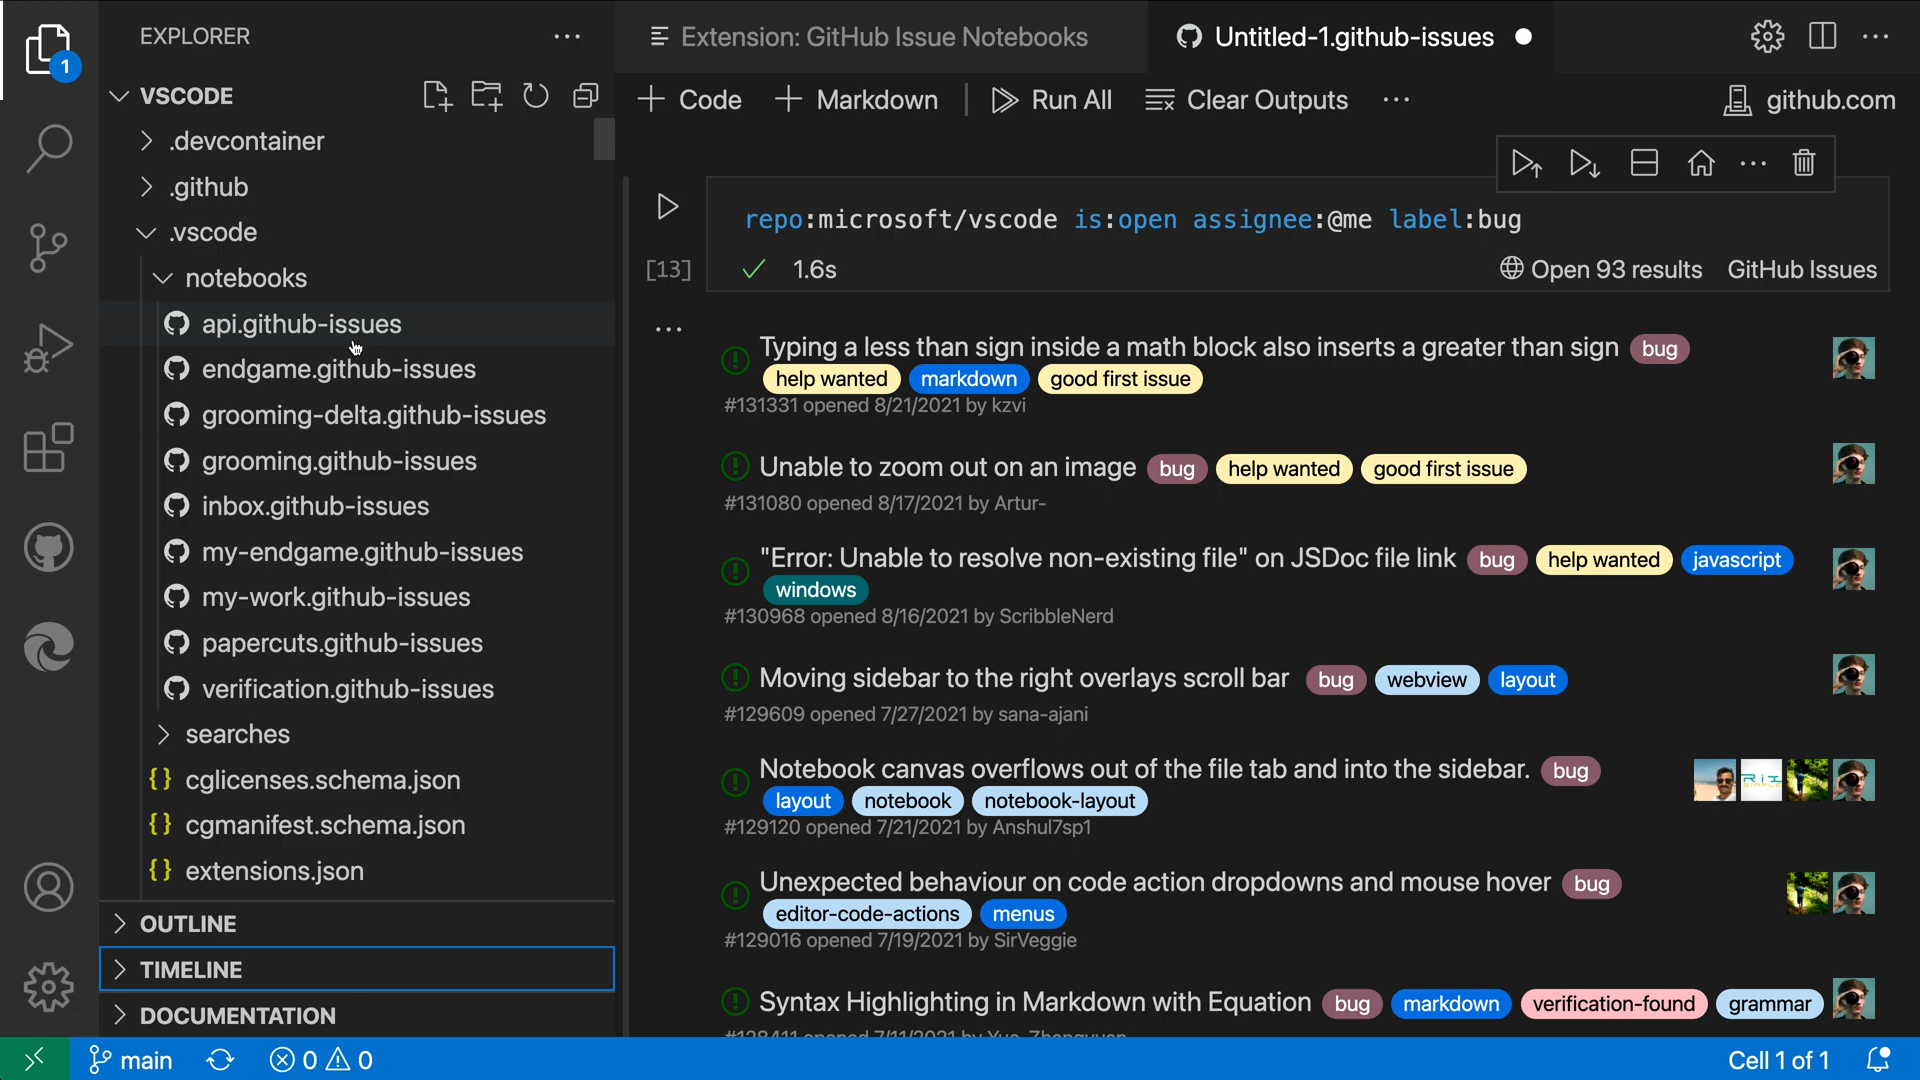 EXPLORER
Extension: GitHub Issue Notebooks
Untitled-1.github-issues
1
VSCODE
Code
Markdown
Run All
Clear Outputs
github.com
.devcontainer
.github
.vscode
notebooks
api.github-issues
endgame.github-issues
grooming-delta.github-issues
grooming.github-issues
inbox.github-issues
my-endgame.github-issues
my-work.github-issues
papercuts.github-issues
verification.github-issues
searches
{} cglicenses.schema.json
{} cgmanifest.schema.json
{} extensions.json
OUTLINE
TIMELINE
DOCUMENTATION
repo:microsoft/vscode is:open assignee:@me label:bug
[13]
1.6s
Open 93 results GitHub Issues
Typing a less than sign inside a math block also inserts a greater than sign bug
help wanted markdown good first issue
#131331 opened 8/21/2021 by kzvi
Unable to zoom out on an image bug help wanted good first issue
#131080 opened 8/17/2021 by Artur-
"Error: Unable to resolve non-existing file" on JSDoc file link bug help wanted javascript
windows
#130968 opened 8/16/2021 by ScribbleNerd
Moving sidebar to the right overlays scroll bar bug webview layout
#129609 opened 7/27/2021 by sana-ajani
Notebook canvas overflows out of the file tab and into the sidebar. bug
layout notebook notebook-layout
#129120 opened 7/21/2021 by Anshul7sp1
Unexpected behaviour on code action dropdowns and mouse hover bug
editor-code-actions menus
#129016 opened 7/19/2021 by SirVeggie
Syntax Highlighting in Markdown with Equation bug markdown verification-found grammar
main
0
0
Cell 1 of 1